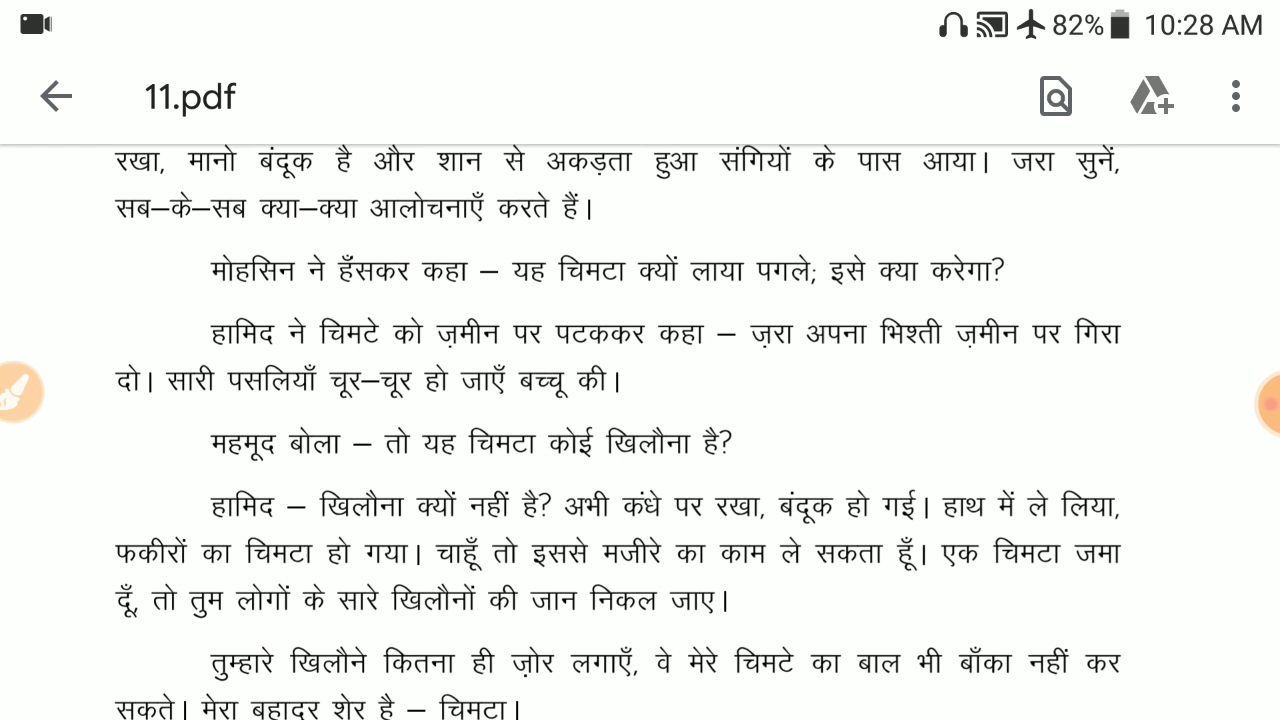 82% 10:28 AM
11.pdf
रखा, मानो बंदूक है और शान से अकड़ता हुआ संगियों के पास आया। जरा सुनें,
सब–के–सब क्या–क्या आलोचनाएँ करते हैं।
मोहसिन ने हँसकर कहा – यह चिमटा क्यों लाया पगले; इसे क्या करेगा?
हामिद ने चिमटे को ज़मीन पर पटककर कहा – ज़रा अपना भिश्ती ज़मीन पर गिरा
दो। सारी पसलियाँ चूर–चूर हो जाएँ बच्चू की।
महमूद बोला – तो यह चिमटा कोई खिलौना है?
हामिद – खिलौना क्यों नहीं है? अभी कंधे पर रखा, बंदूक हो गई। हाथ में ले लिया,
फकीरों का चिमटा हो गया। चाहूँ तो इससे मजीरे का काम ले सकता हूँ। एक चिमटा जमा
दूँ, तो तुम लोगों के सारे खिलौनों की जान निकल जाए।
तुम्हारे खिलौने कितना ही ज़ोर लगाएँ, वे मेरे चिमटे का बाल भी बाँका नहीं कर
सकते। मेरा बहादुर शेर है – चिमटा।